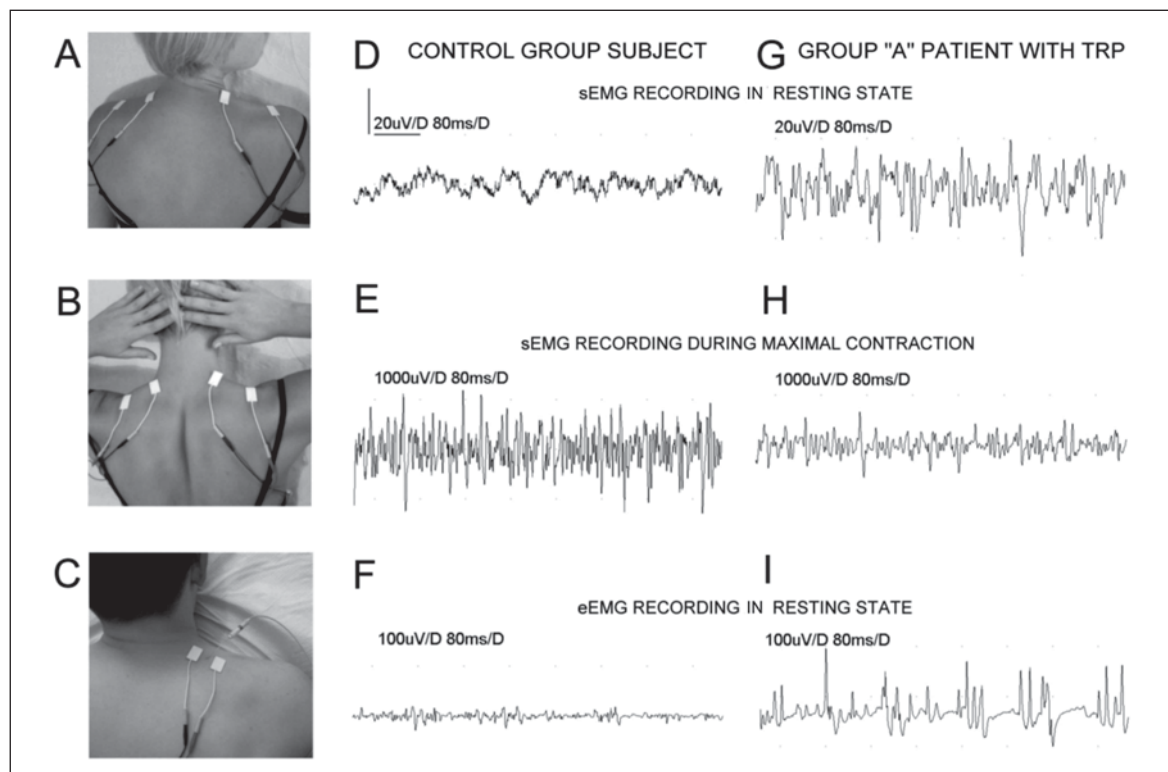 A
D
CONTROL GROUP SUBJECT
G
GROUP "A" PATIENT WITH TRP
sEMG RECORDING IN RESTING STATE
20uV/D 80ms/D
20uV/D 80ms/D
B
E
H
sEMG RECORDING DURING MAXIMAL CONTRACTION
1000uV/D 80ms/D
1000uV/D 80ms/D
C
F
I
eEMG RECORDING IN RESTING STATE
100uV/D 80ms/D
100uV/D 80ms/D